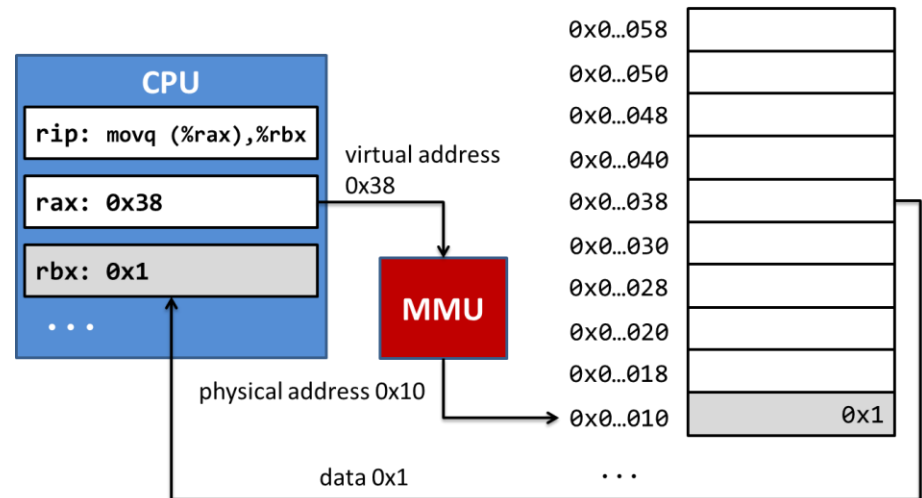 CPU
rip: movq (%rax),%rbx
rax: 0x38
rbx: 0x1
...
virtual address
0x38
MMU
physical address 0x10
data 0x1
0x0…058
0x0…050
0x0…048
0x0…040
0x0…038
0x0…030
0x0…028
0x0…020
0x0…018
0x0…010
0x1
...